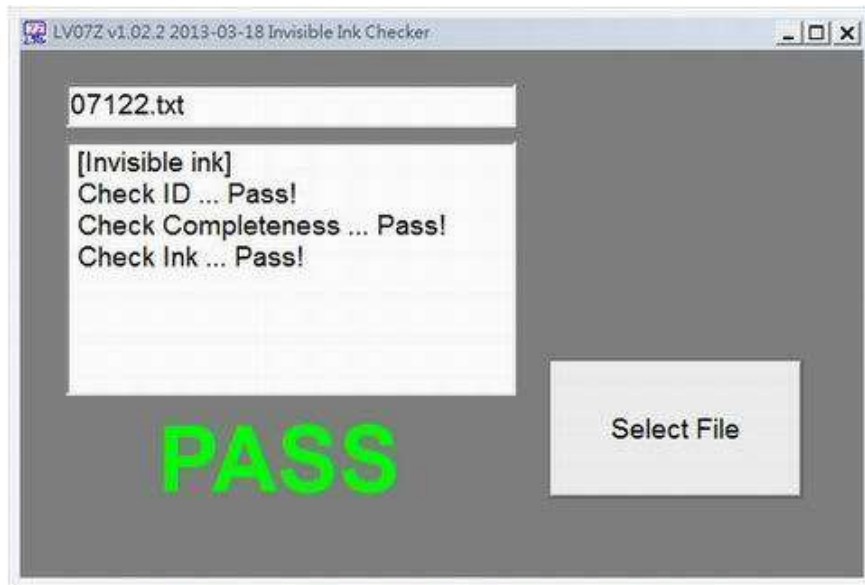 LV07Z v1.02.2 2013-03-18 Invisible Ink Checker
07122.txt
[Invisible ink]
Check ID ... Pass!
Check Completeness ... Pass!
Check Ink ... Pass!
Select File
PASS